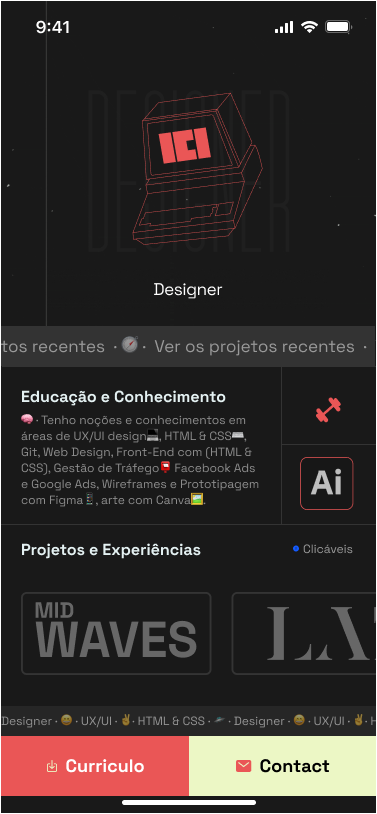 9:41
DESIGNER
DESIGNER
Designer
tos recentes · 🧭 · Ver os projetos recentes ·
Educação e Conhecimento
🧠 · Tenho noções e conhecimentos em
áreas de UX/UI design, HTML & CSS,
Git, Web Design, Front-End com (HTML &
CSS), Gestão de Tráfego Facebook Ads
e Google Ads, Wireframes e Prototipagem
com Figma, arte com Canva.
Ai
Projetos e Experiências
Clicáveis
MID
WAVES
LA
Designer · 😄 · UX/UI · ✌ · HTML & CSS · · Designer · 😄 · UX/UI · ✌ · H
Curriculo
Contact